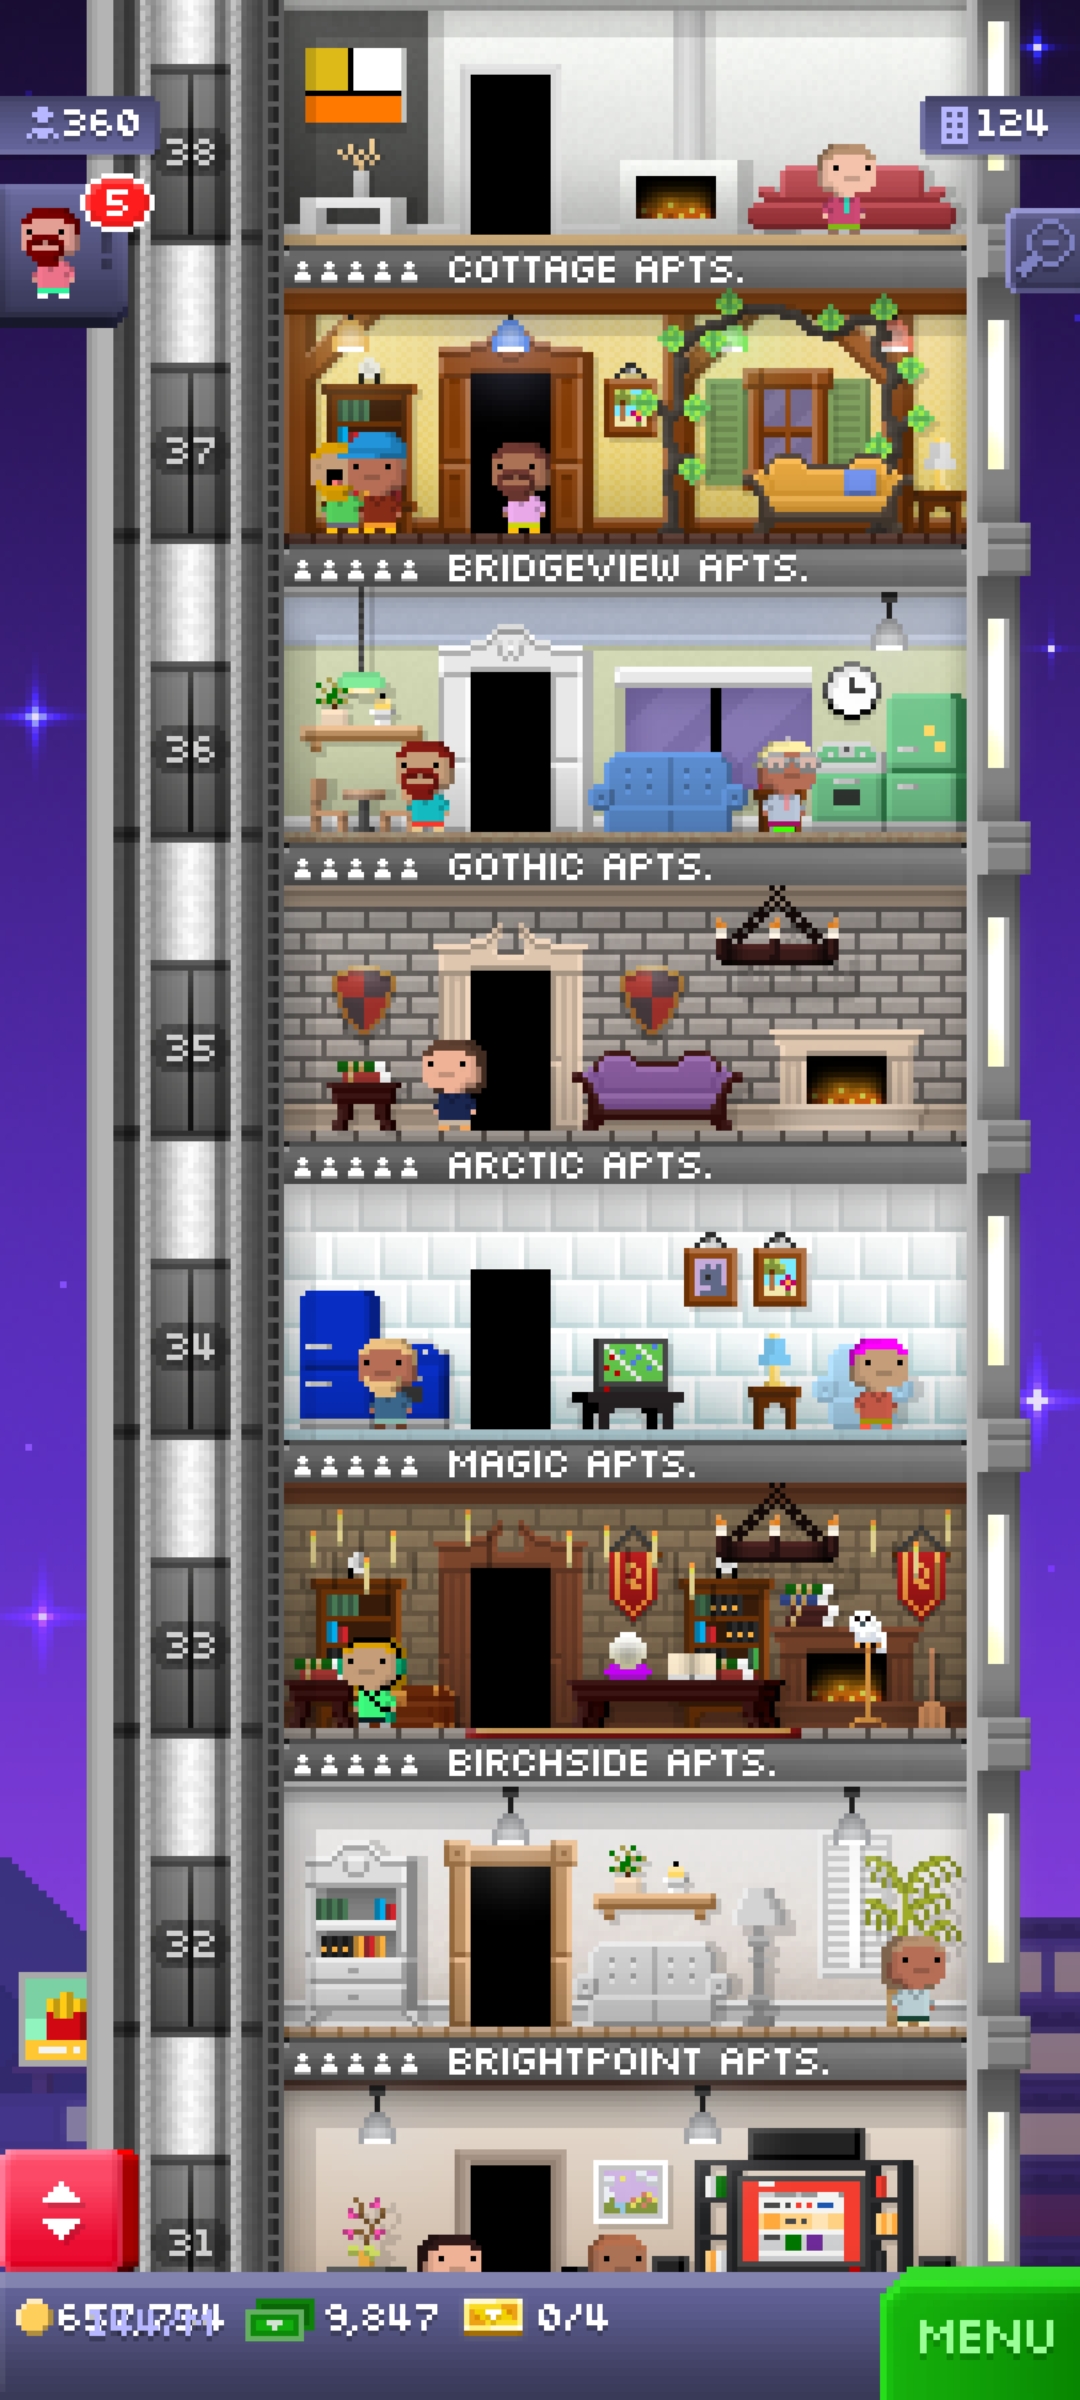 360
124
38
5
COTTAGE APTS.
37
BRIDGEVIEW APTS.
36
GOTHIC APTS.
35
ARCTIC APTS.
34
MAGIC APTS.
33
BIRCHSIDE APTS.
32
BRIGHTPOINT APTS.
31
9,847
0/4
MENU